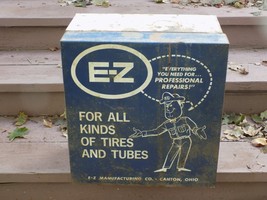 E-Z
"EVERYTHING
YOU NEED FOR...
PROFESSIONAL
REPAIRS!"
FOR ALL
KINDS
OF TIRES
AND TUBES
E-Z MANUFACTURING CO. - CANTON, OHIO